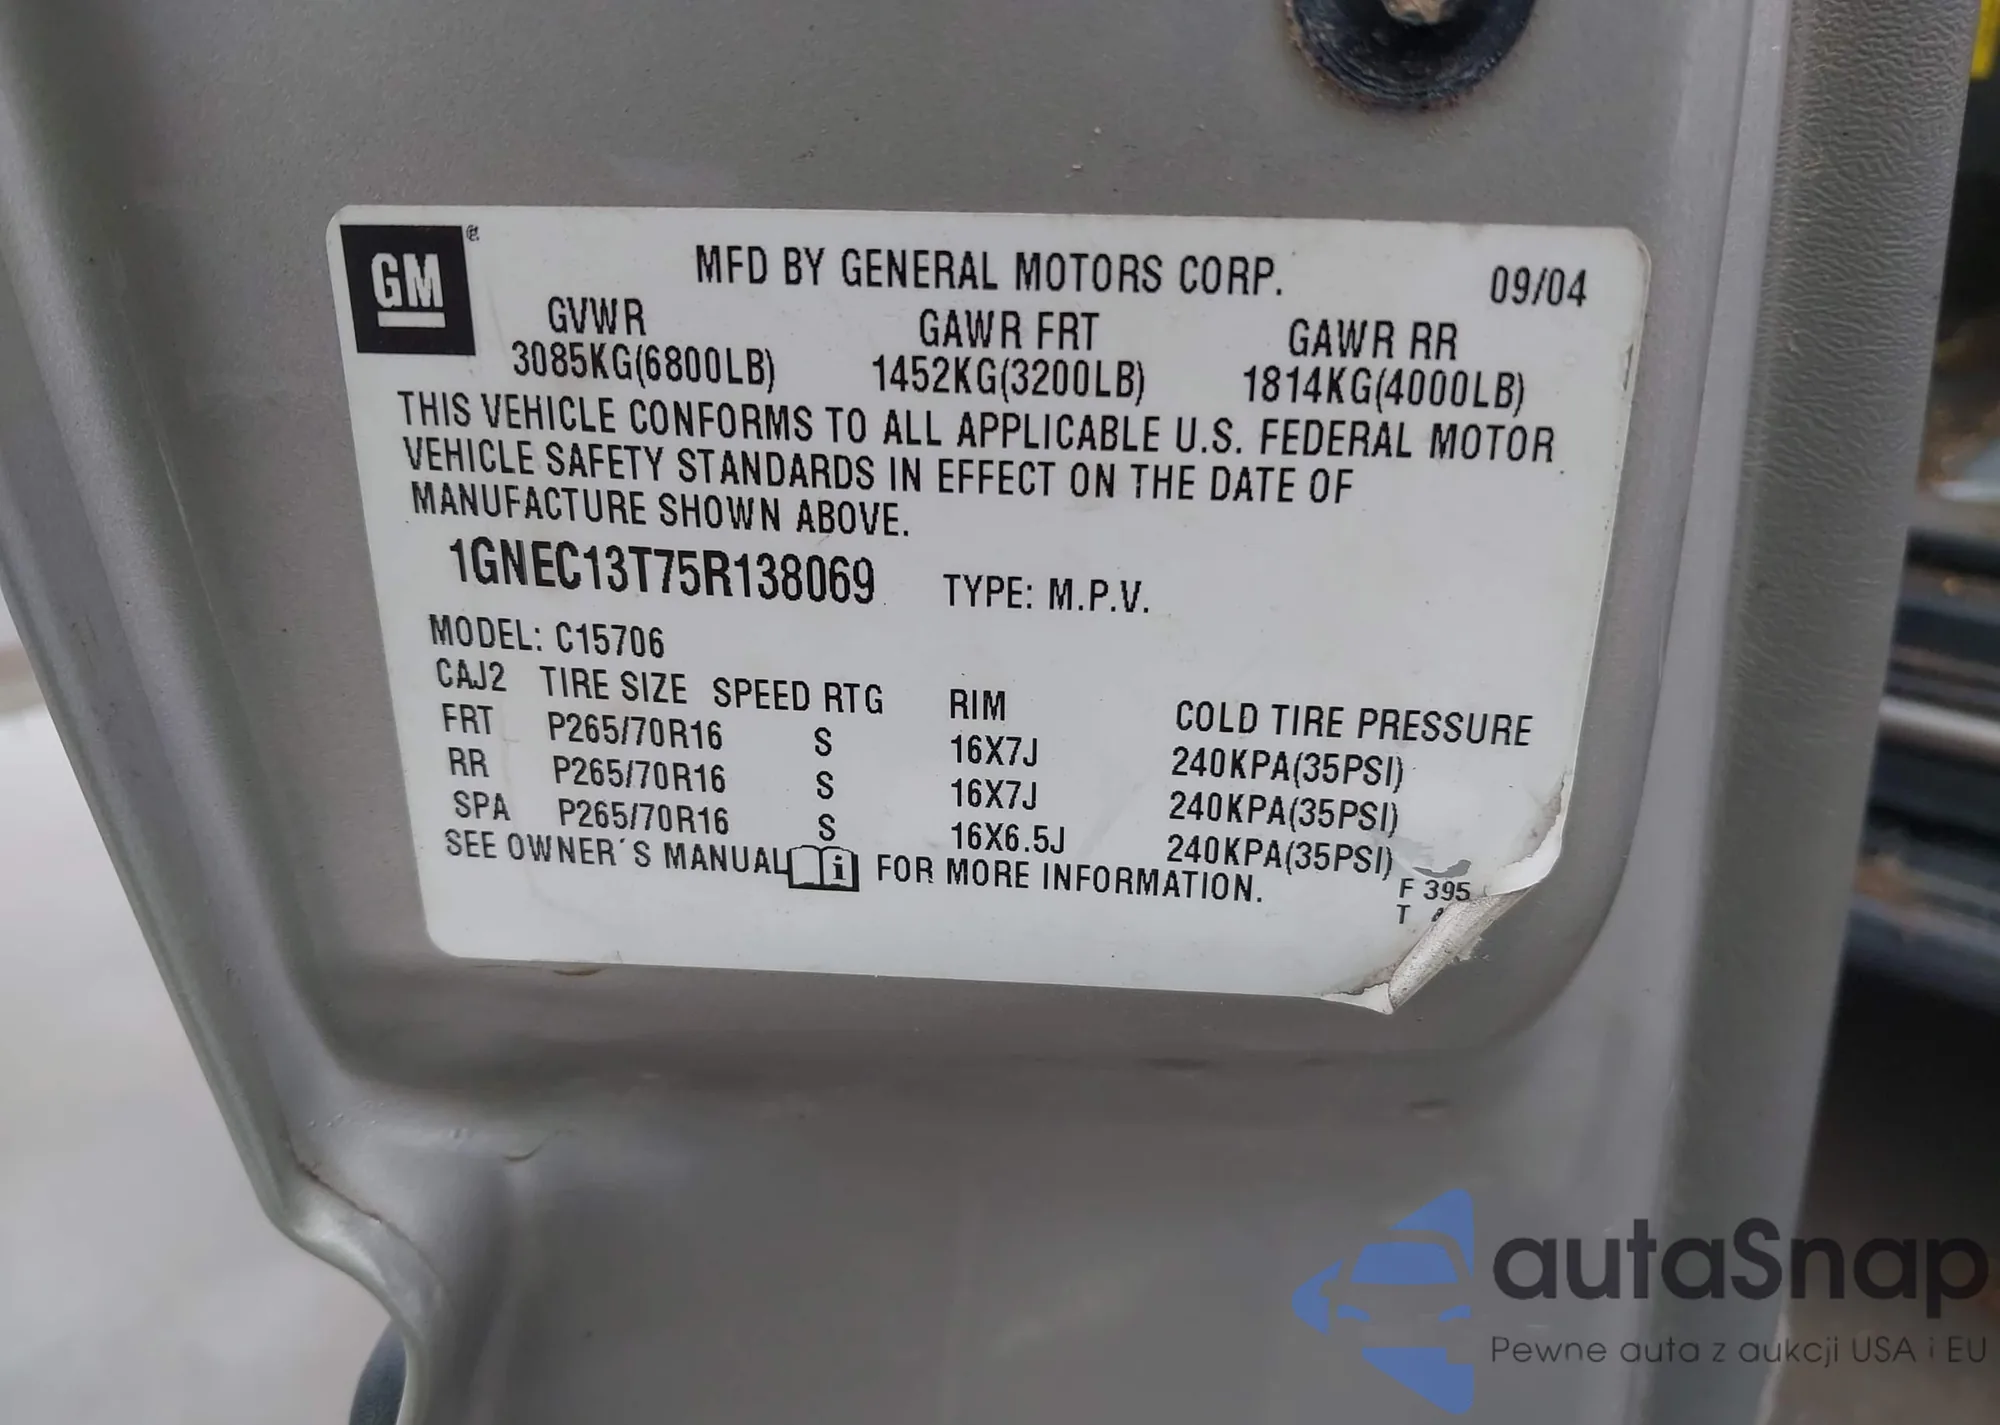 GM
MFD BY GENERAL MOTORS CORP. 09/04
GVWR GAWR FRT GAWR RR
3085KG(6800LB) 1452KG(3200LB) 1814KG(4000LB)
THIS VEHICLE CONFORMS TO ALL APPLICABLE U.S. FEDERAL MOTOR
VEHICLE SAFETY STANDARDS IN EFFECT ON THE DATE OF
MANUFACTURE SHOWN ABOVE.
1GNEC13T75R138069 TYPE: M.P.V.
MODEL: C15706
CAJ2 TIRE SIZE SPEED RTG RIM COLD TIRE PRESSURE
FRT P265/70R16 S 16X7J 240KPA(35PSI)
RR P265/70R16 S 16X7J 240KPA(35PSI)
SPA P265/70R16 S 16X6.5J 240KPA(35PSI)
SEE OWNER´S MANUAL i FOR MORE INFORMATION.
F 395
T
autaSnap
Pewne auta z aukcji USA i EU